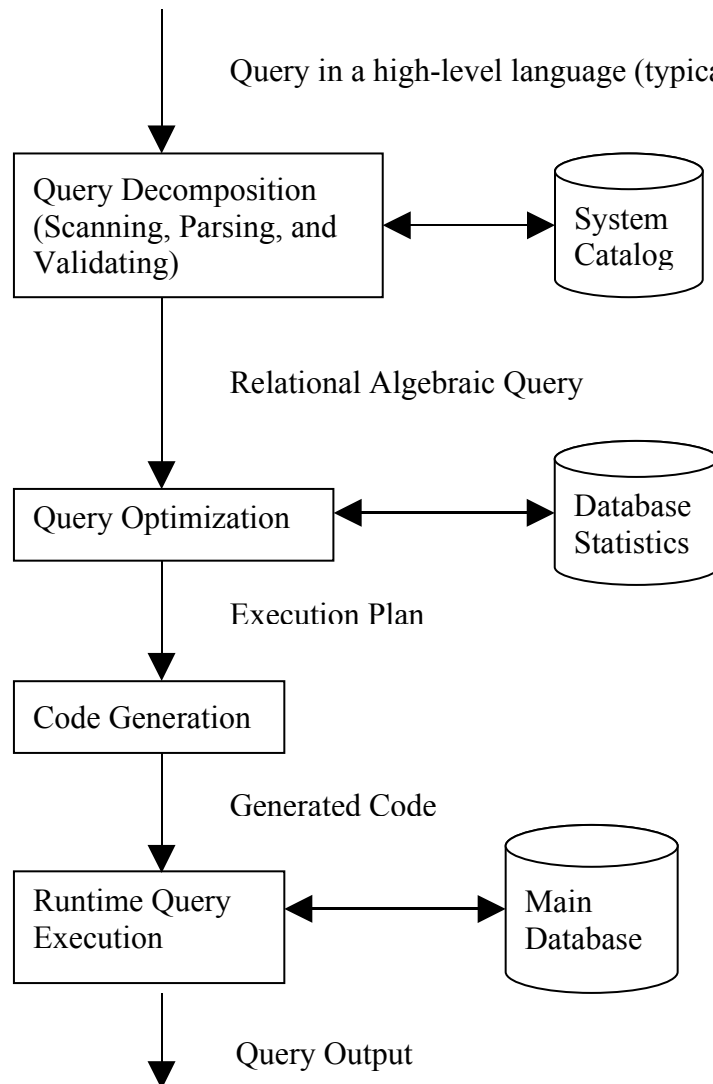 Query in a high-level language (typica
Query Decomposition
(Scanning, Parsing, and
Validating)
System
Catalog
Relational Algebraic Query
Query Optimization
Database
Statistics
Execution Plan
Code Generation
Generated Code
Runtime Query
Execution
Main
Database
Query Output